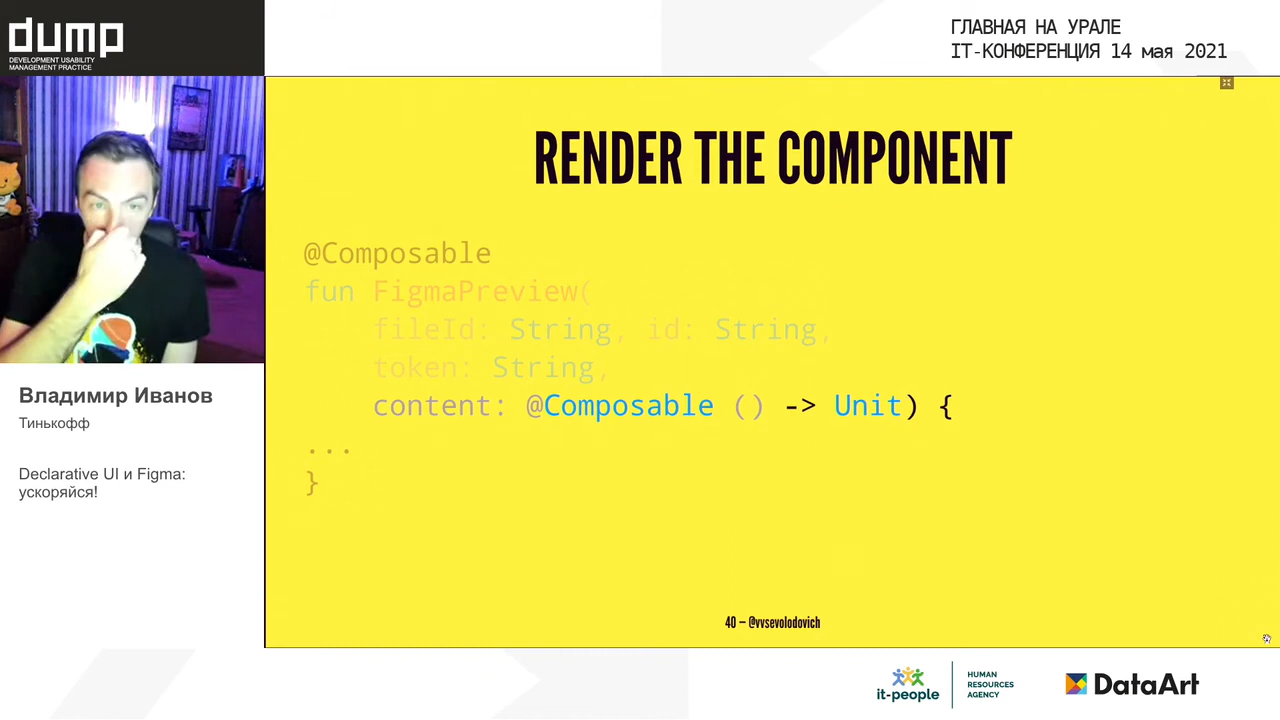 dump
DEVELOPMENT USABILITY
MANAGEMENT PRACTICE
ГЛАВНАЯ НА УРАЛЕ
IT-КОНФЕРЕНЦИЯ 14 мая 2021
RENDER THE COMPONENT
@Composable
fun FigmaPreview(
fileId: String, id: String,
token: String,
content: @Composable () -> Unit) {
...
}
40 – @vvsevolodovich
Владимир Иванов
Тинькофф
Declarative UI и Figma:
ускоряйся!
it-people
HUMAN
RESOURCES
AGENCY
DataArt